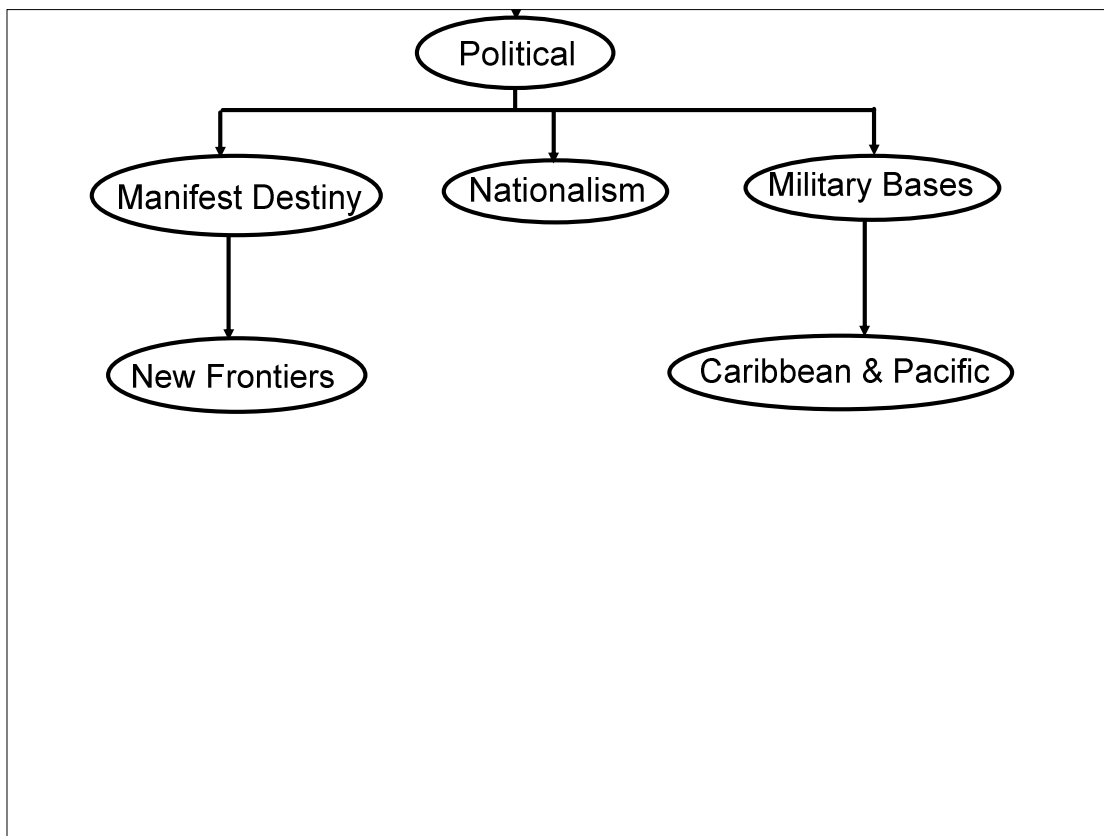 Political
Manifest Destiny
Nationalism
Military Bases
New Frontiers
Caribbean & Pacific